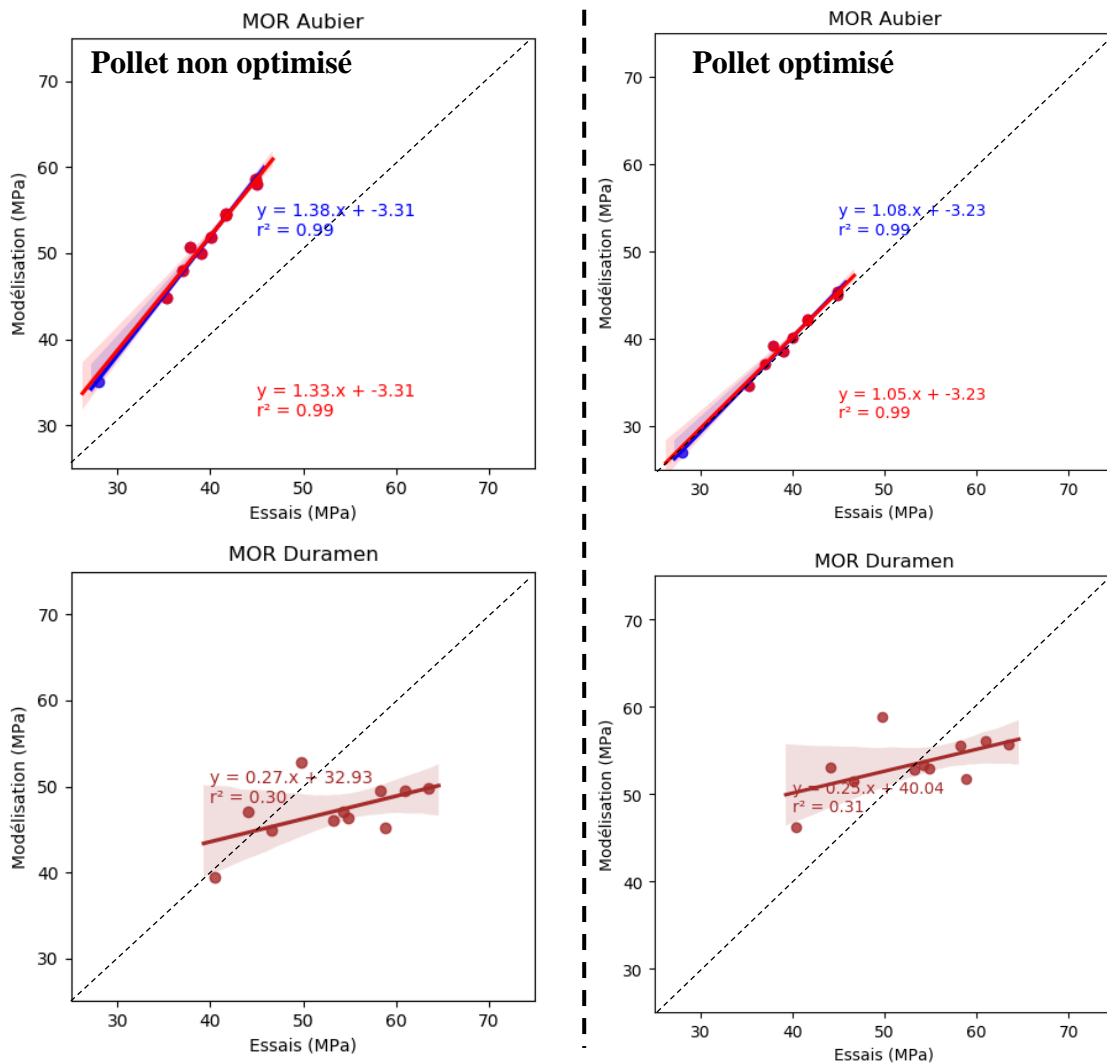 MOR Aubier
Pollet non optimisé
70
60
50
40
30
Modélisation (MPa)
y = 1.38.x + -3.31
r² = 0.99
y = 1.33.x + -3.31
r² = 0.99
30 40 50 60 70
Essais (MPa)
MOR Aubier
Pollet optimisé
70
60
50
40
30
Modélisation (MPa)
y = 1.08.x + -3.23
r² = 0.99
y = 1.05.x + -3.23
r² = 0.99
30 40 50 60 70
Essais (MPa)
MOR Duramen
70
60
50
40
30
Modélisation (MPa)
y = 0.27.x + 32.93
r² = 0.30
30 40 50 60 70
Essais (MPa)
MOR Duramen
70
60
50
40
30
Modélisation (MPa)
y = 0.25.x + 40.04
r² = 0.31
30 40 50 60 70
Essais (MPa)